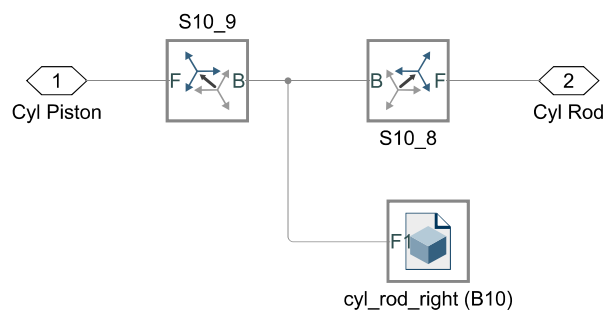 S10_9
1
F
B
B
F
2
Cyl Piston
S10_8
Cyl Rod
F1
cyl_rod_right (B10)